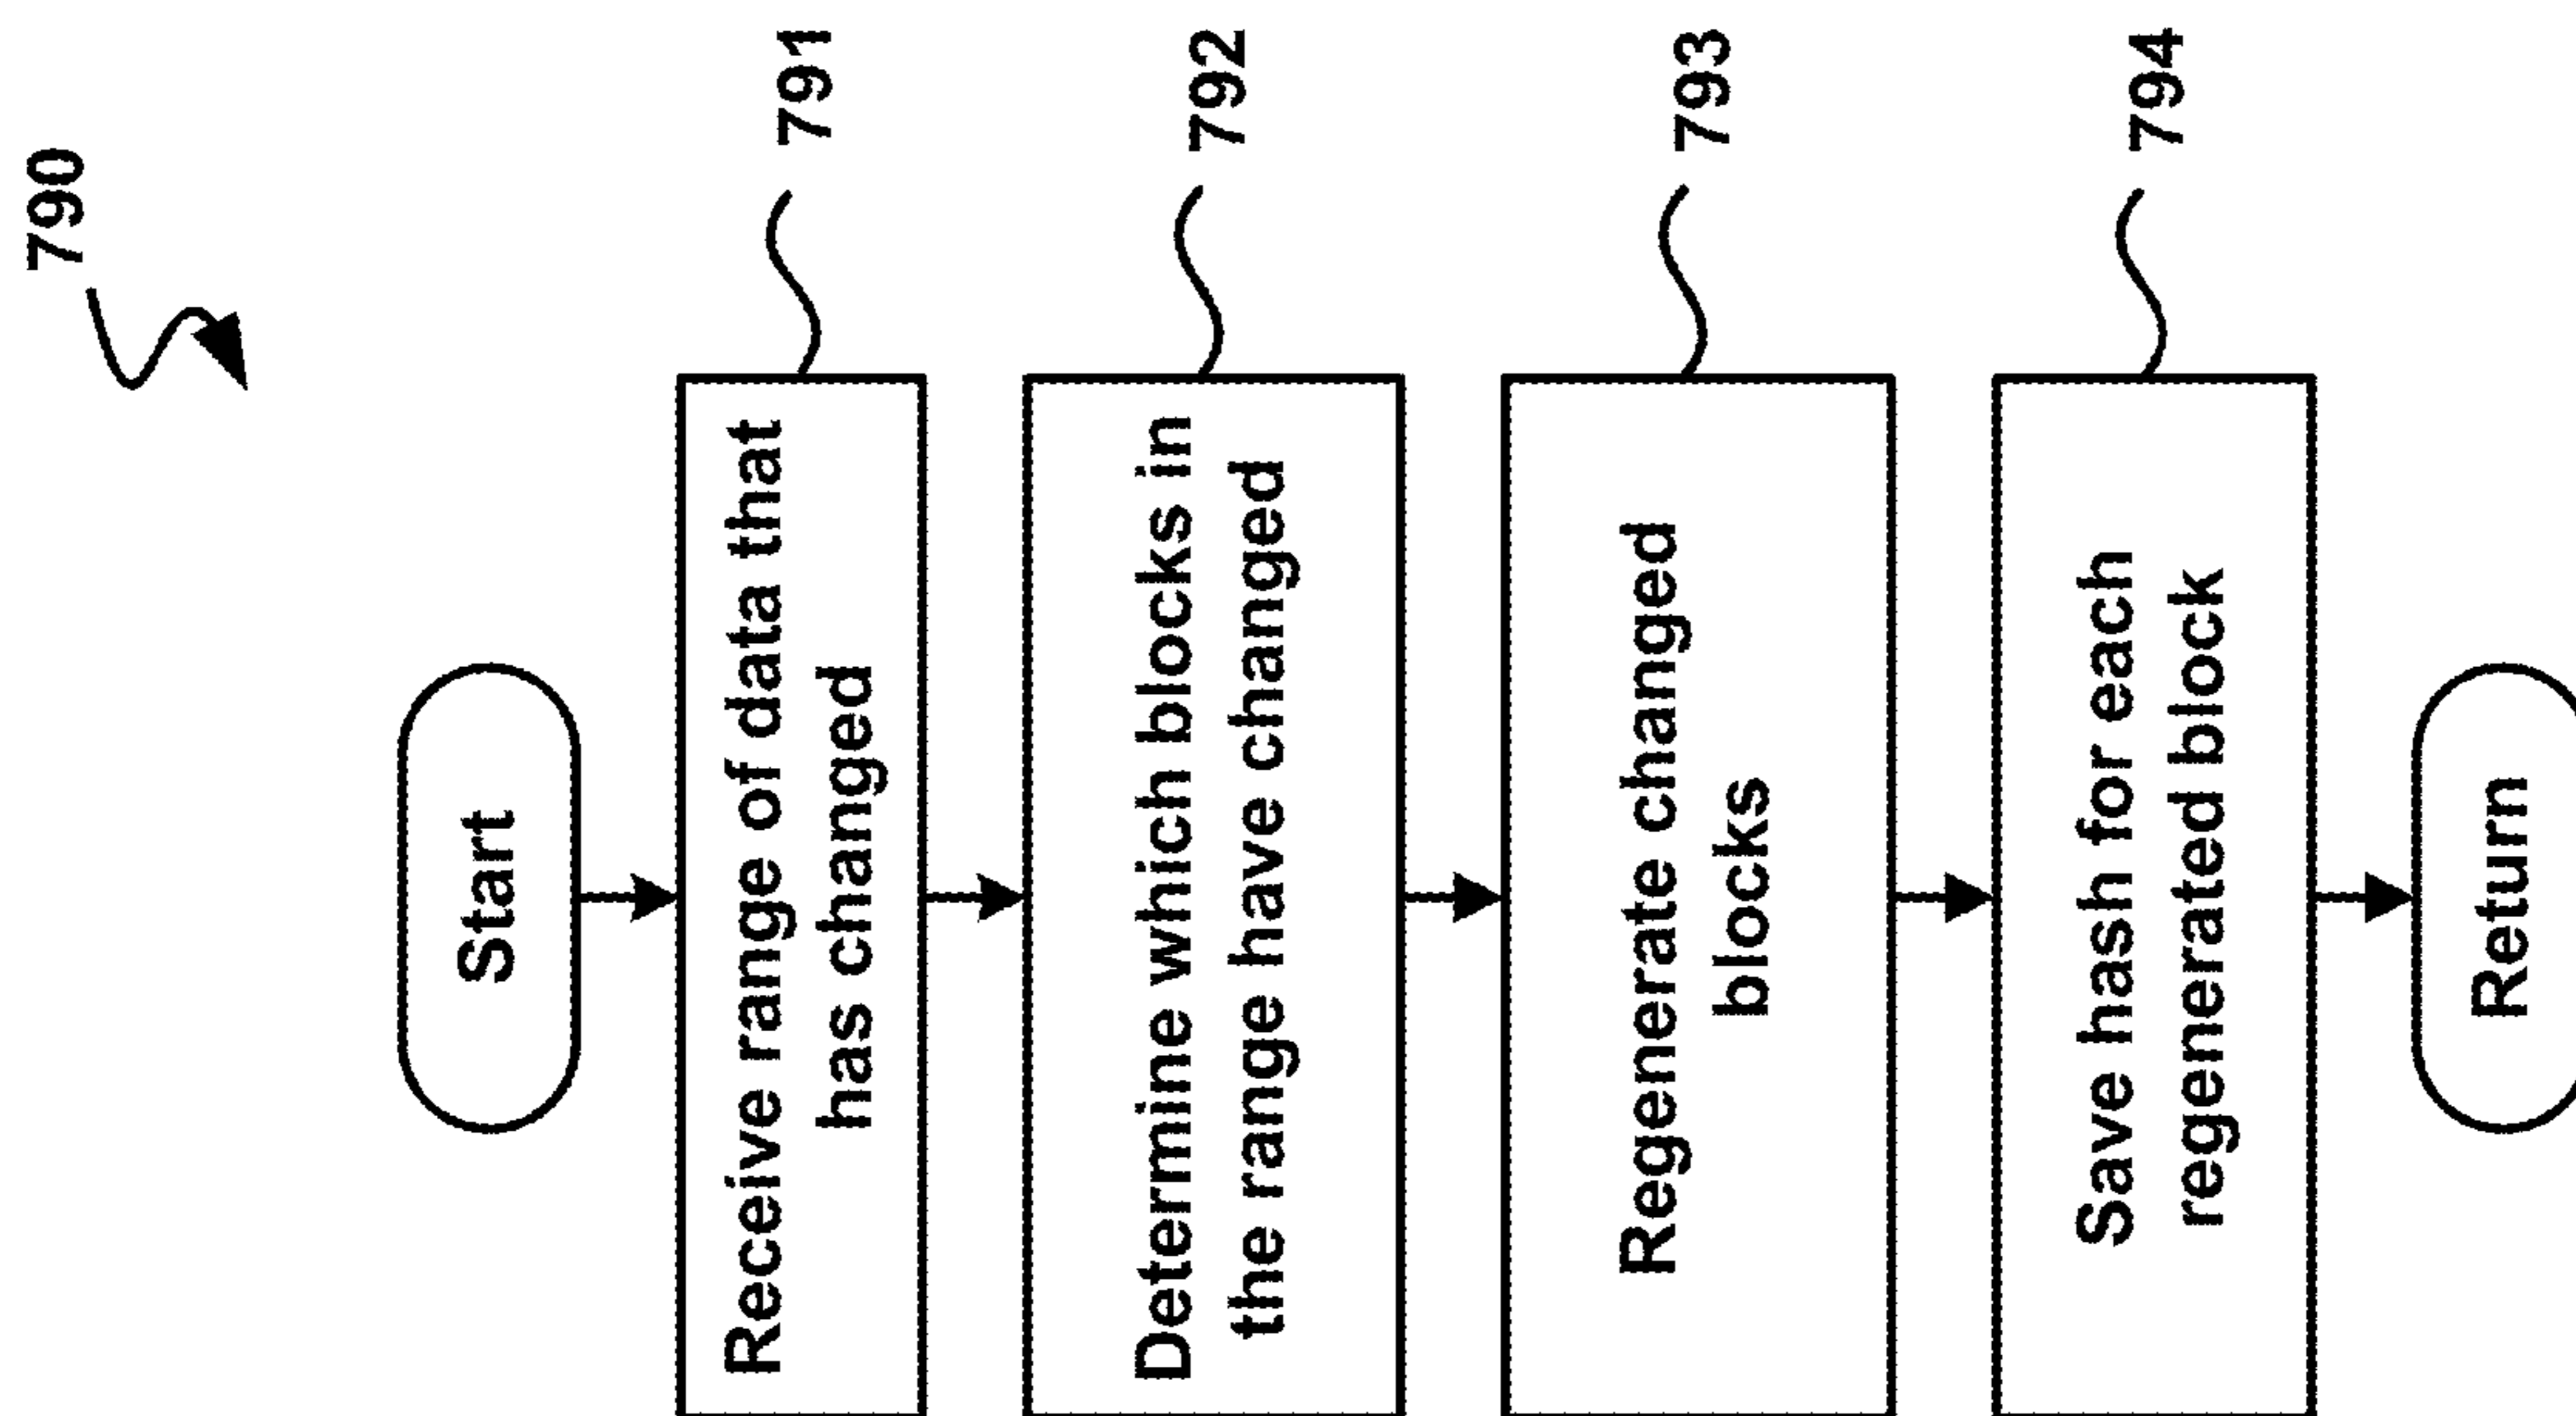 790
Start
Receive range of data that
has changed
791
Determine which blocks in
the range have changed
792
Regenerate changed
blocks
793
Save hash for each
regenerated block
794
Return